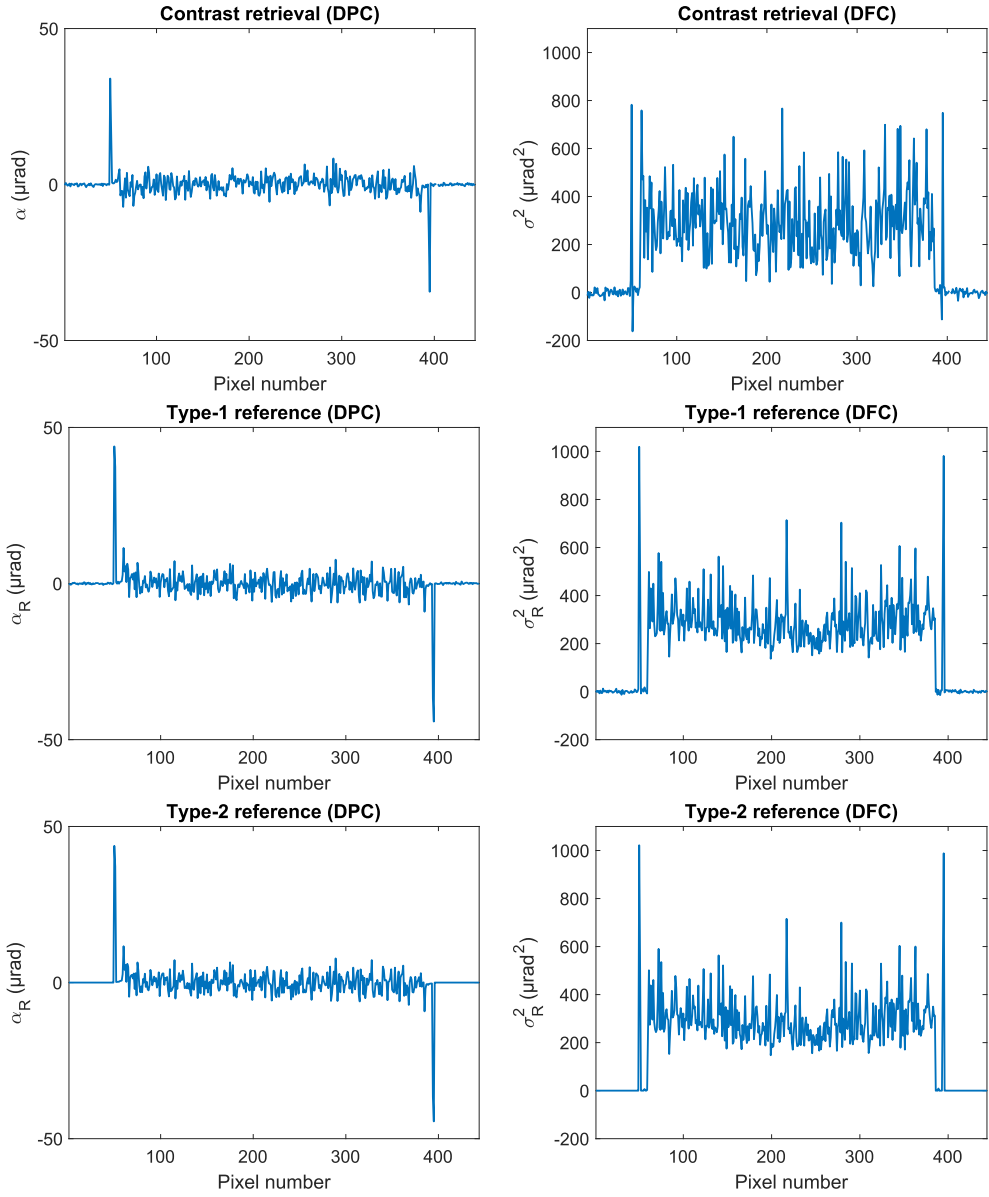 Contrast retrieval (DPC)
50
0
-50
α (μrad)
100 200 300 400
Pixel number
Contrast retrieval (DFC)
1000
800
600
400
200
0
-200
σ² (μrad²)
100 200 300 400
Pixel number
Type-1 reference (DPC)
50
0
-50
α_R (μrad)
100 200 300 400
Pixel number
Type-1 reference (DFC)
1000
800
600
400
200
0
-200
σ²_R (μrad²)
100 200 300 400
Pixel number
Type-2 reference (DPC)
50
0
-50
α_R (μrad)
100 200 300 400
Pixel number
Type-2 reference (DFC)
1000
800
600
400
200
0
-200
σ²_R (μrad²)
100 200 300 400
Pixel number